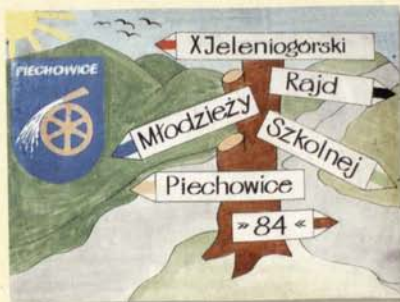 PIECHOWICE
X Jeleniogórski
Rajd
Młodzieży
Szkolnej
Piechowice
»84«